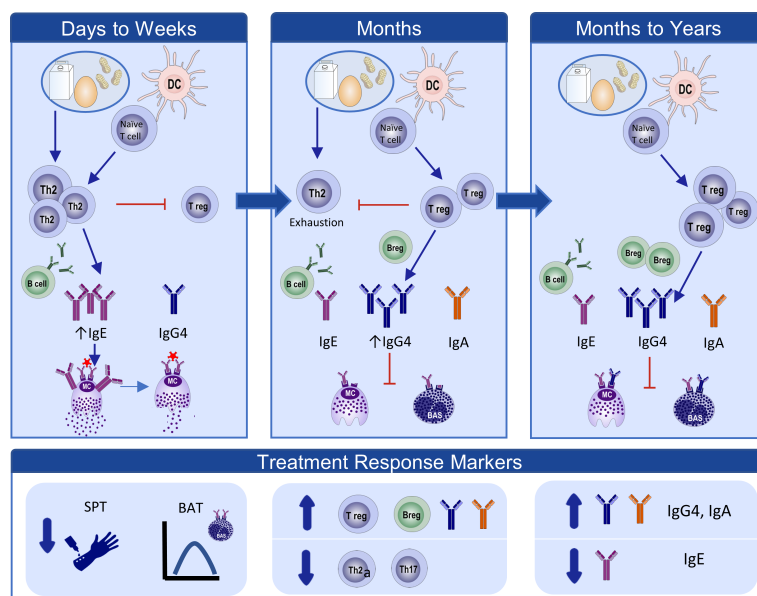 Days to Weeks
DC
Naïve
T cell
Th2
Th2
Th2
T reg
B cell
↑IgE
IgG4
MC
MC
Months
DC
Naïve
T cell
Th2
Exhaustion
T reg
T reg
Breg
B cell
IgE
↑IgG4
IgA
MC
BAS
Months to Years
DC
Naïve
T cell
T reg
T reg
T reg
Breg
Breg
B cell
IgE
IgG4
IgA
MC
BAS
Treatment Response Markers
SPT
BAT
BAS
T reg
Breg
Th2a
Th17
IgG4, IgA
IgE